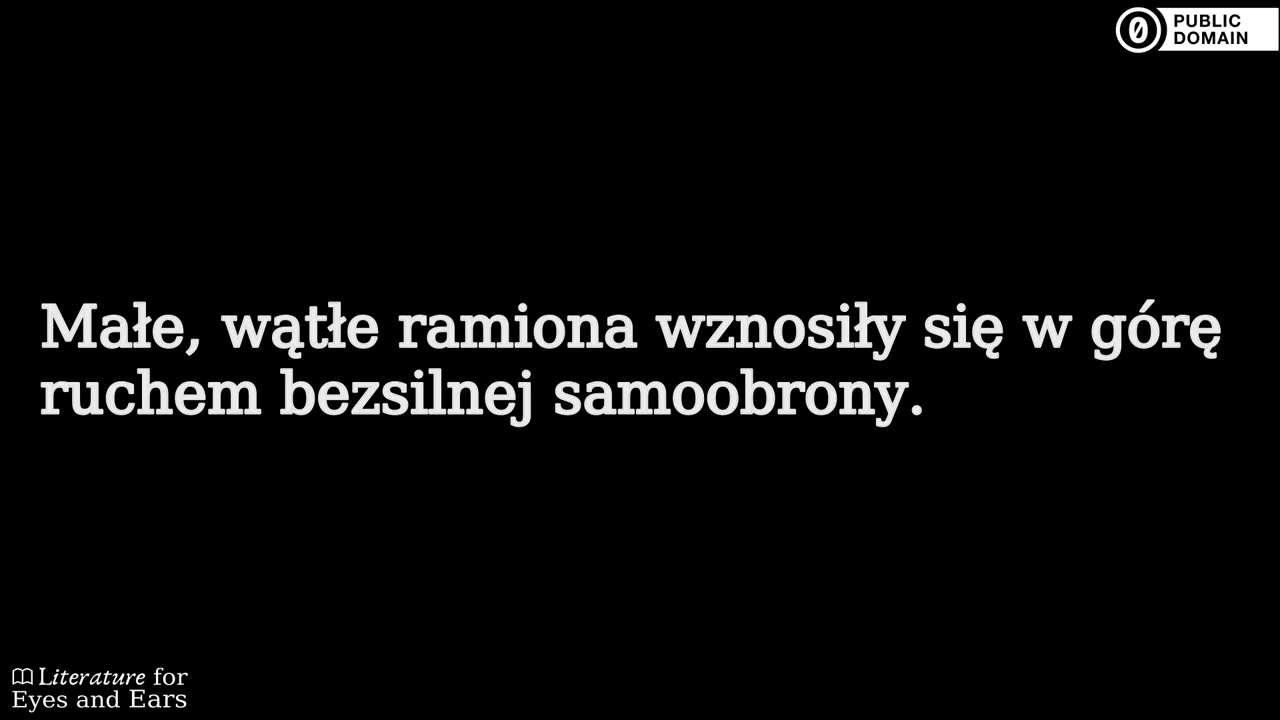 PUBLIC
DOMAIN
Małe, wątłe ramiona wznosiły się w górę
ruchem bezsilnej samoobrony.
Literature for
Eyes and Ears